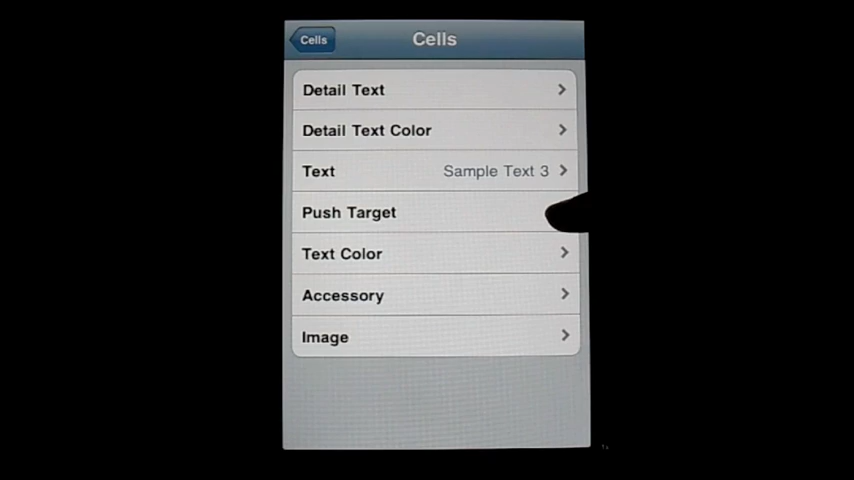 Cells
Cells
Detail Text
Detail Text Color
Text Sample Text 3
Push Target
Text Color
Accessory
Image